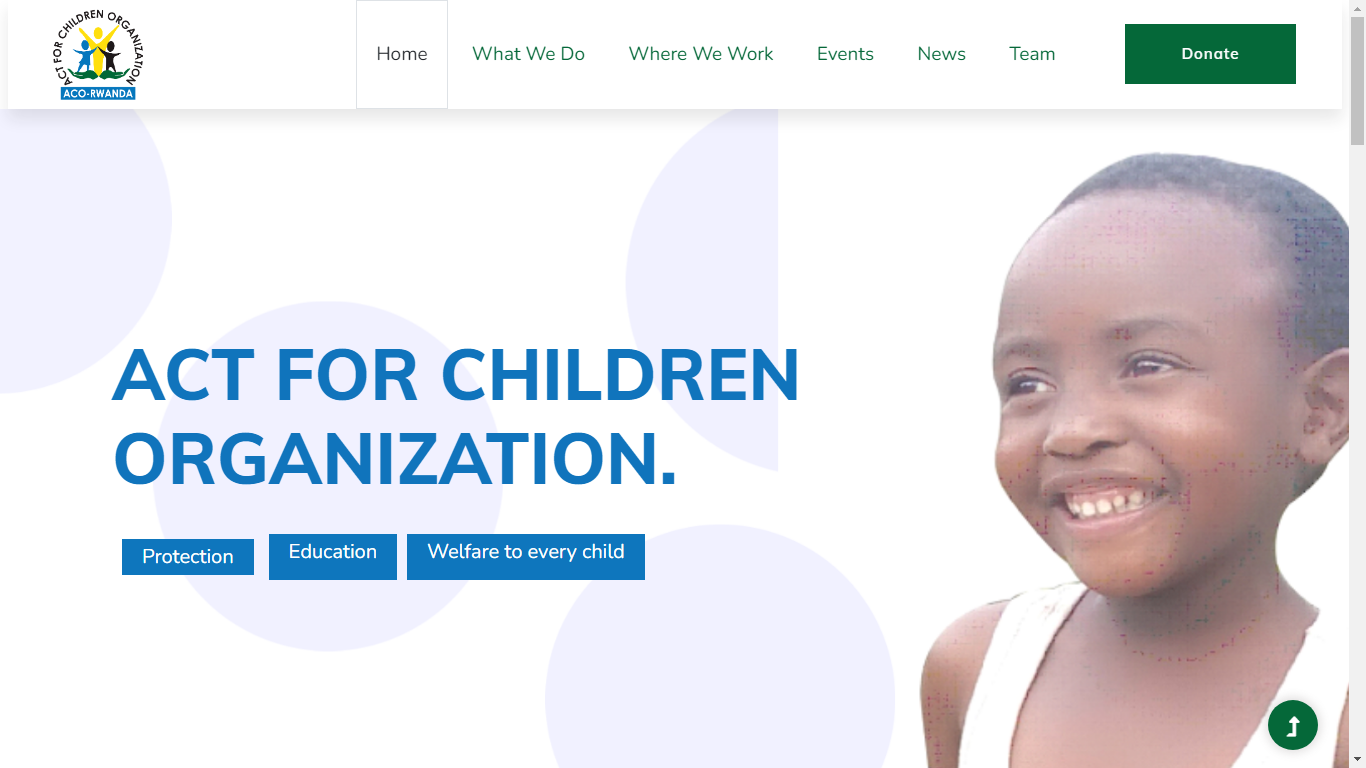 ACT FOR CHILDREN ORGANIZATION
ACO-RWANDA
Home
What We Do
Where We Work
Events
News
Team
Donate
ACT FOR CHILDREN
ORGANIZATION.
Protection
Education
Welfare to every child